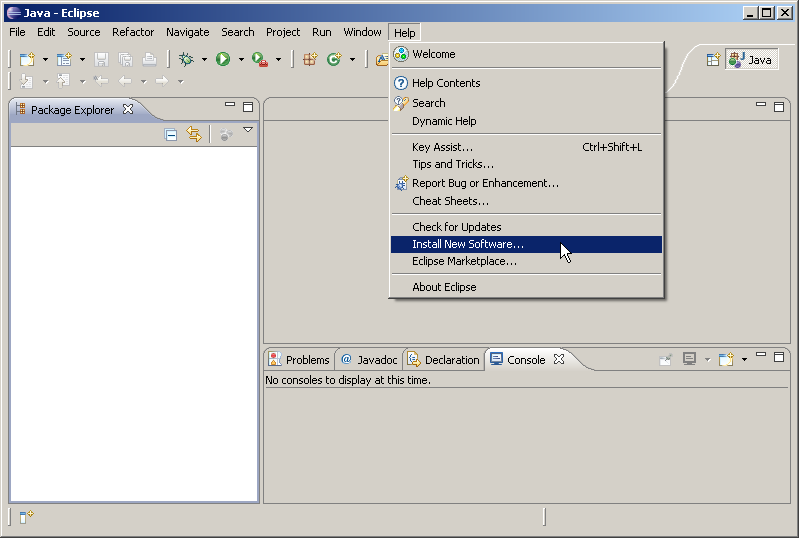 Java - Eclipse
File Edit Source Refactor Navigate Search Project Run Window Help
Welcome
Java
Help Contents
Search
Dynamic Help
Package Explorer
Key Assist... Ctrl+Shift+L
Tips and Tricks...
Report Bug or Enhancement...
Cheat Sheets...
Check for Updates
Install New Software...
Eclipse Marketplace...
About Eclipse
Problems @ Javadoc Declaration Console
No consoles to display at this time.